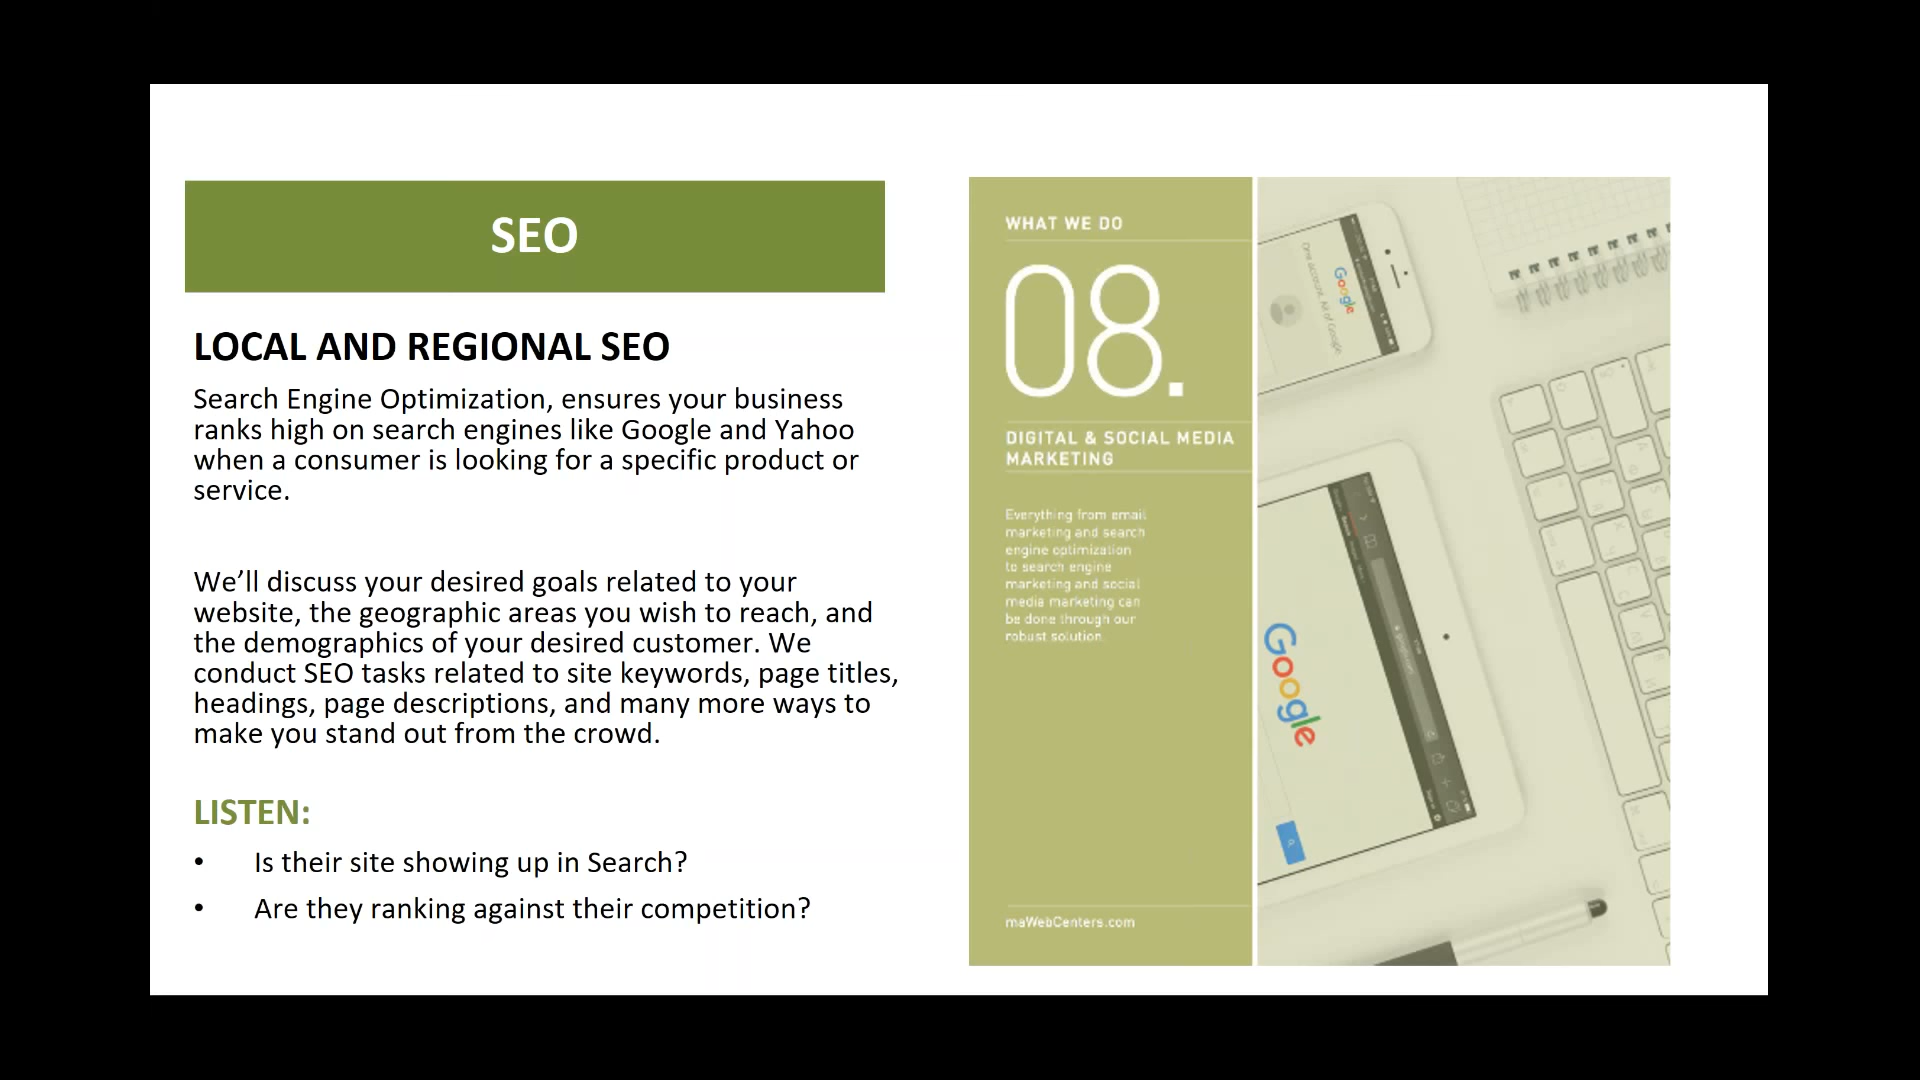 SEO
LOCAL AND REGIONAL SEO
Search Engine Optimization, ensures your business
ranks high on search engines like Google and Yahoo
when a consumer is looking for a specific product or
service.
We’ll discuss your desired goals related to your
website, the geographic areas you wish to reach, and
the demographics of your desired customer. We
conduct SEO tasks related to site keywords, page titles,
headings, page descriptions, and many more ways to
make you stand out from the crowd.
LISTEN:
• Is their site showing up in Search?
• Are they ranking against their competition?
WHAT WE DO
08.
DIGITAL & SOCIAL MEDIA
MARKETING
Everything from email
marketing and search
engine optimization
to search engine
marketing and social
media marketing can
be done through our
robust solution.
maWebCenters.com
Google
One account. All of Google.
Google